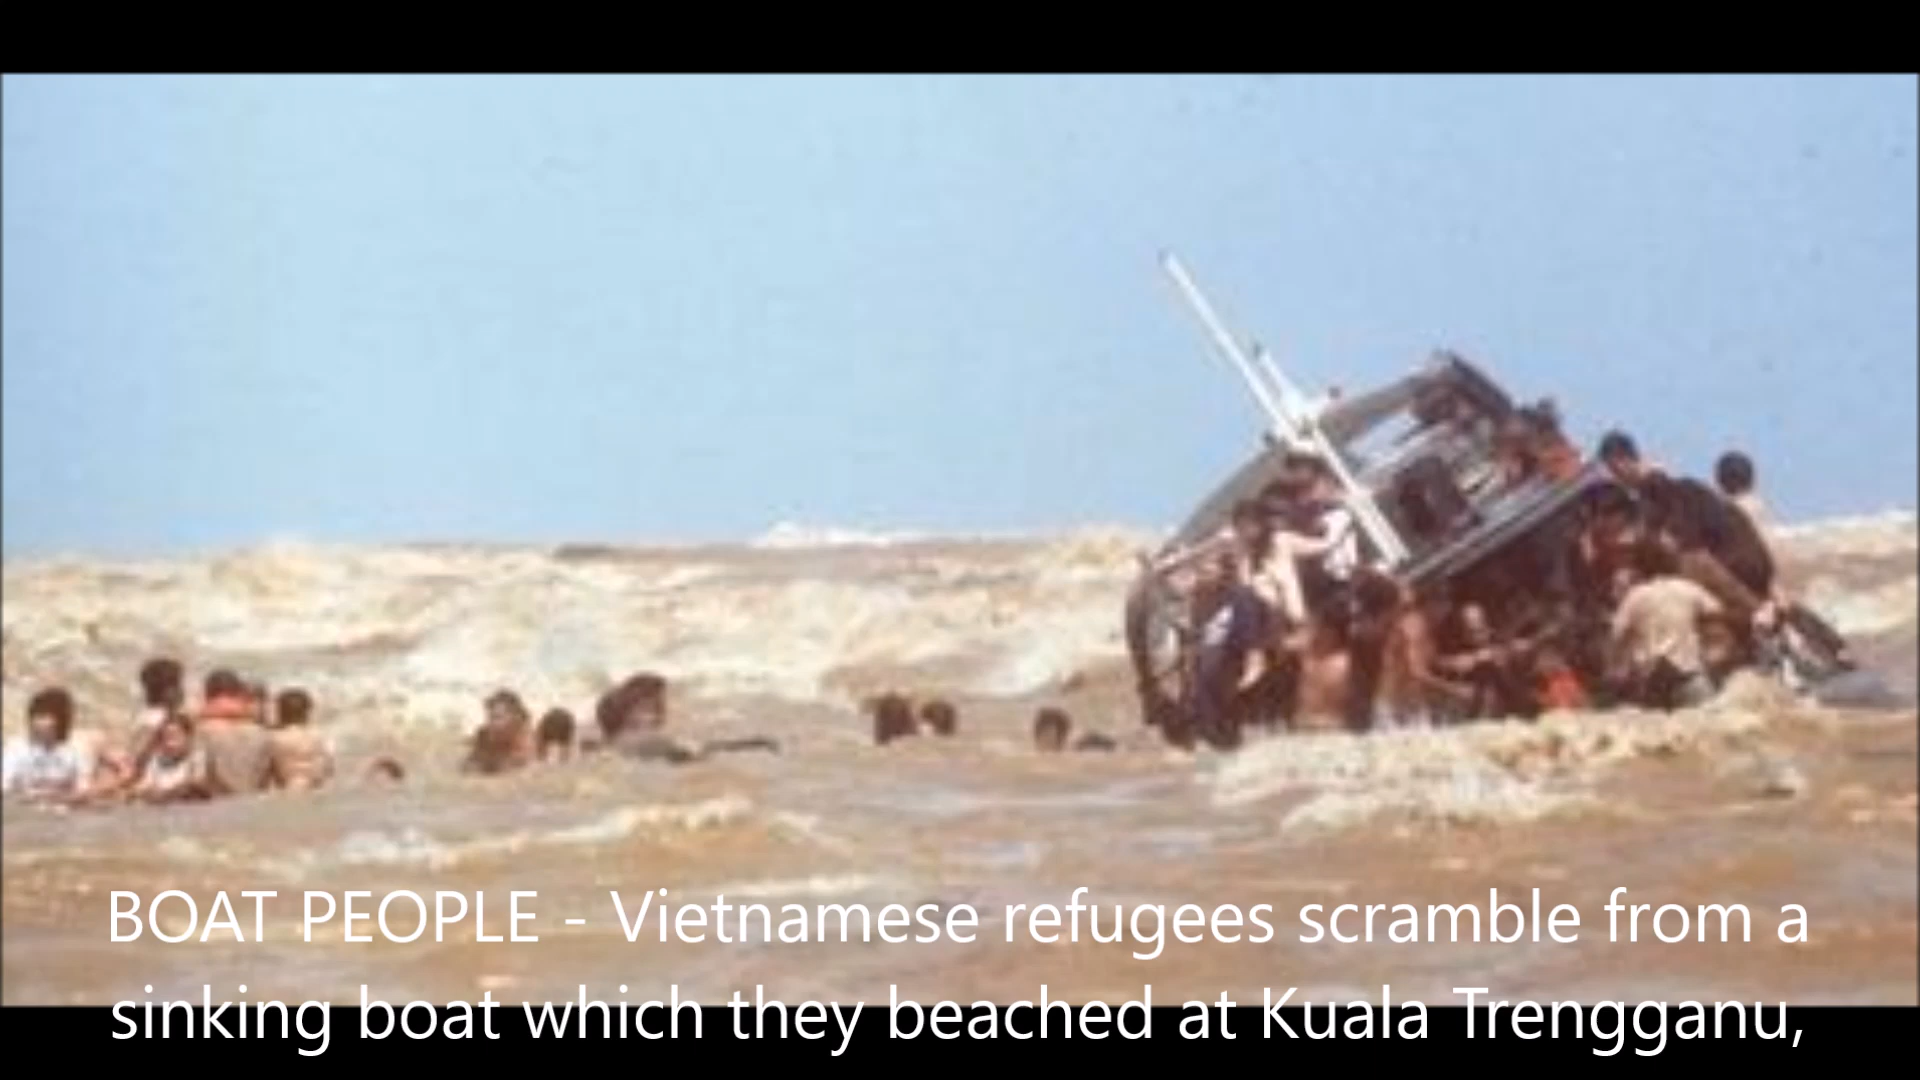 BOAT PEOPLE - Vietnamese refugees scramble from a
sinking boat which they beached at Kuala Trengganu,